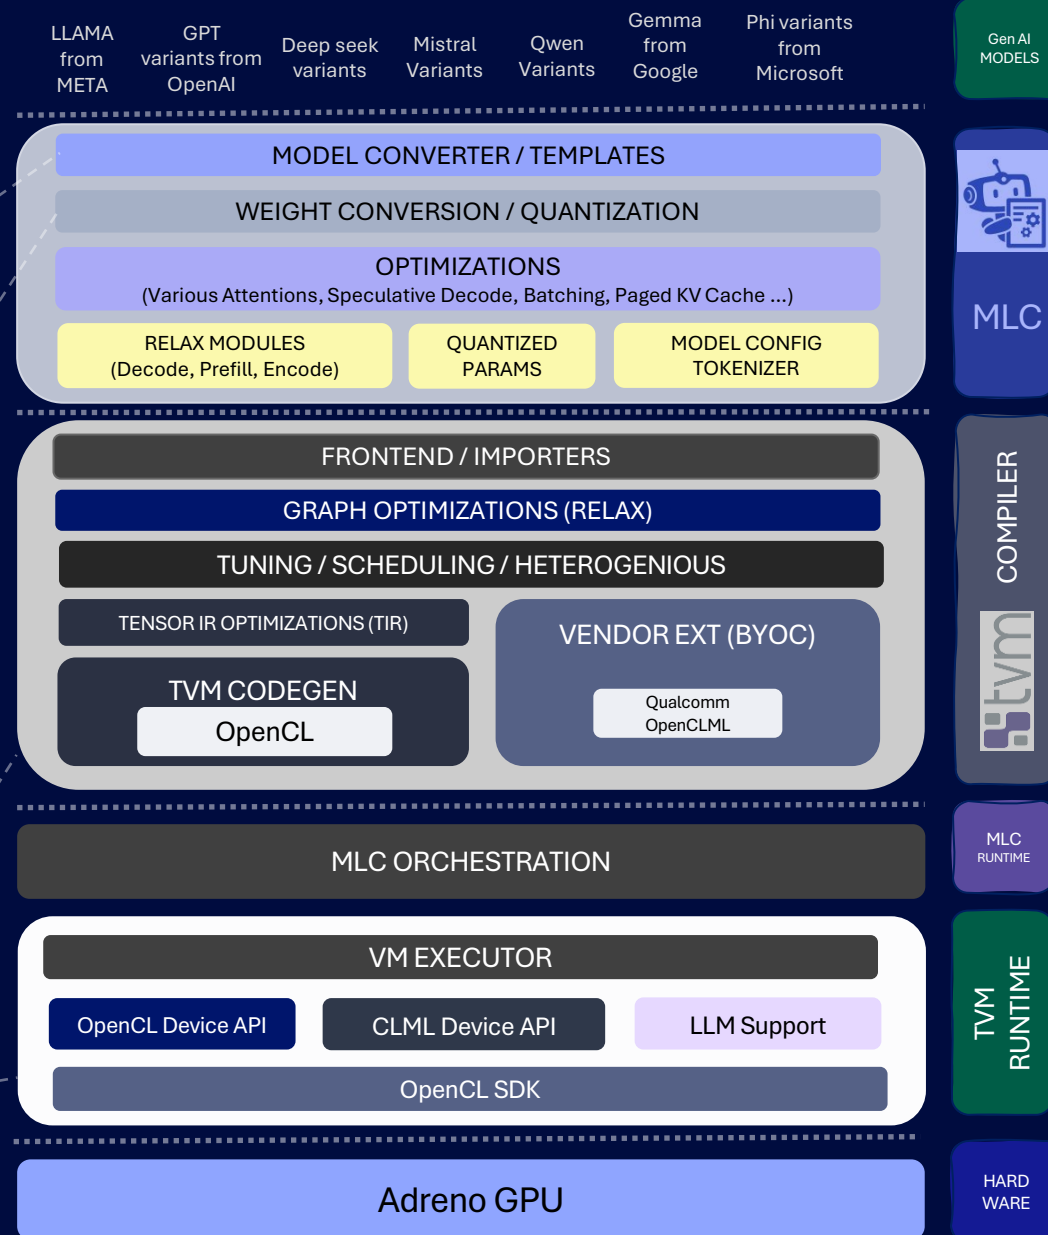 LLAMA
from
META
GPT
variants from
OpenAI
Deep seek
variants
Mistral
Variants
Qwen
Variants
Gemma
from
Google
Phi variants
from
Microsoft
Gen AI
MODELS
MODEL CONVERTER / TEMPLATES
WEIGHT CONVERSION / QUANTIZATION
OPTIMIZATIONS
(Various Attentions, Speculative Decode, Batching, Paged KV Cache ...)
RELAX MODULES
(Decode, Prefill, Encode)
QUANTIZED
PARAMS
MODEL CONFIG
TOKENIZER
MLC
FRONTEND / IMPORTERS
GRAPH OPTIMIZATIONS (RELAX)
TUNING / SCHEDULING / HETEROGENIOUS
TENSOR IR OPTIMIZATIONS (TIR)
TVM CODEGEN
OpenCL
VENDOR EXT (BYOC)
Qualcomm
OpenCLML
COMPILER
tvm
MLC ORCHESTRATION
MLC
RUNTIME
VM EXECUTOR
OpenCL Device API
CLML Device API
LLM Support
OpenCL SDK
TVM
RUNTIME
Adreno GPU
HARD
WARE